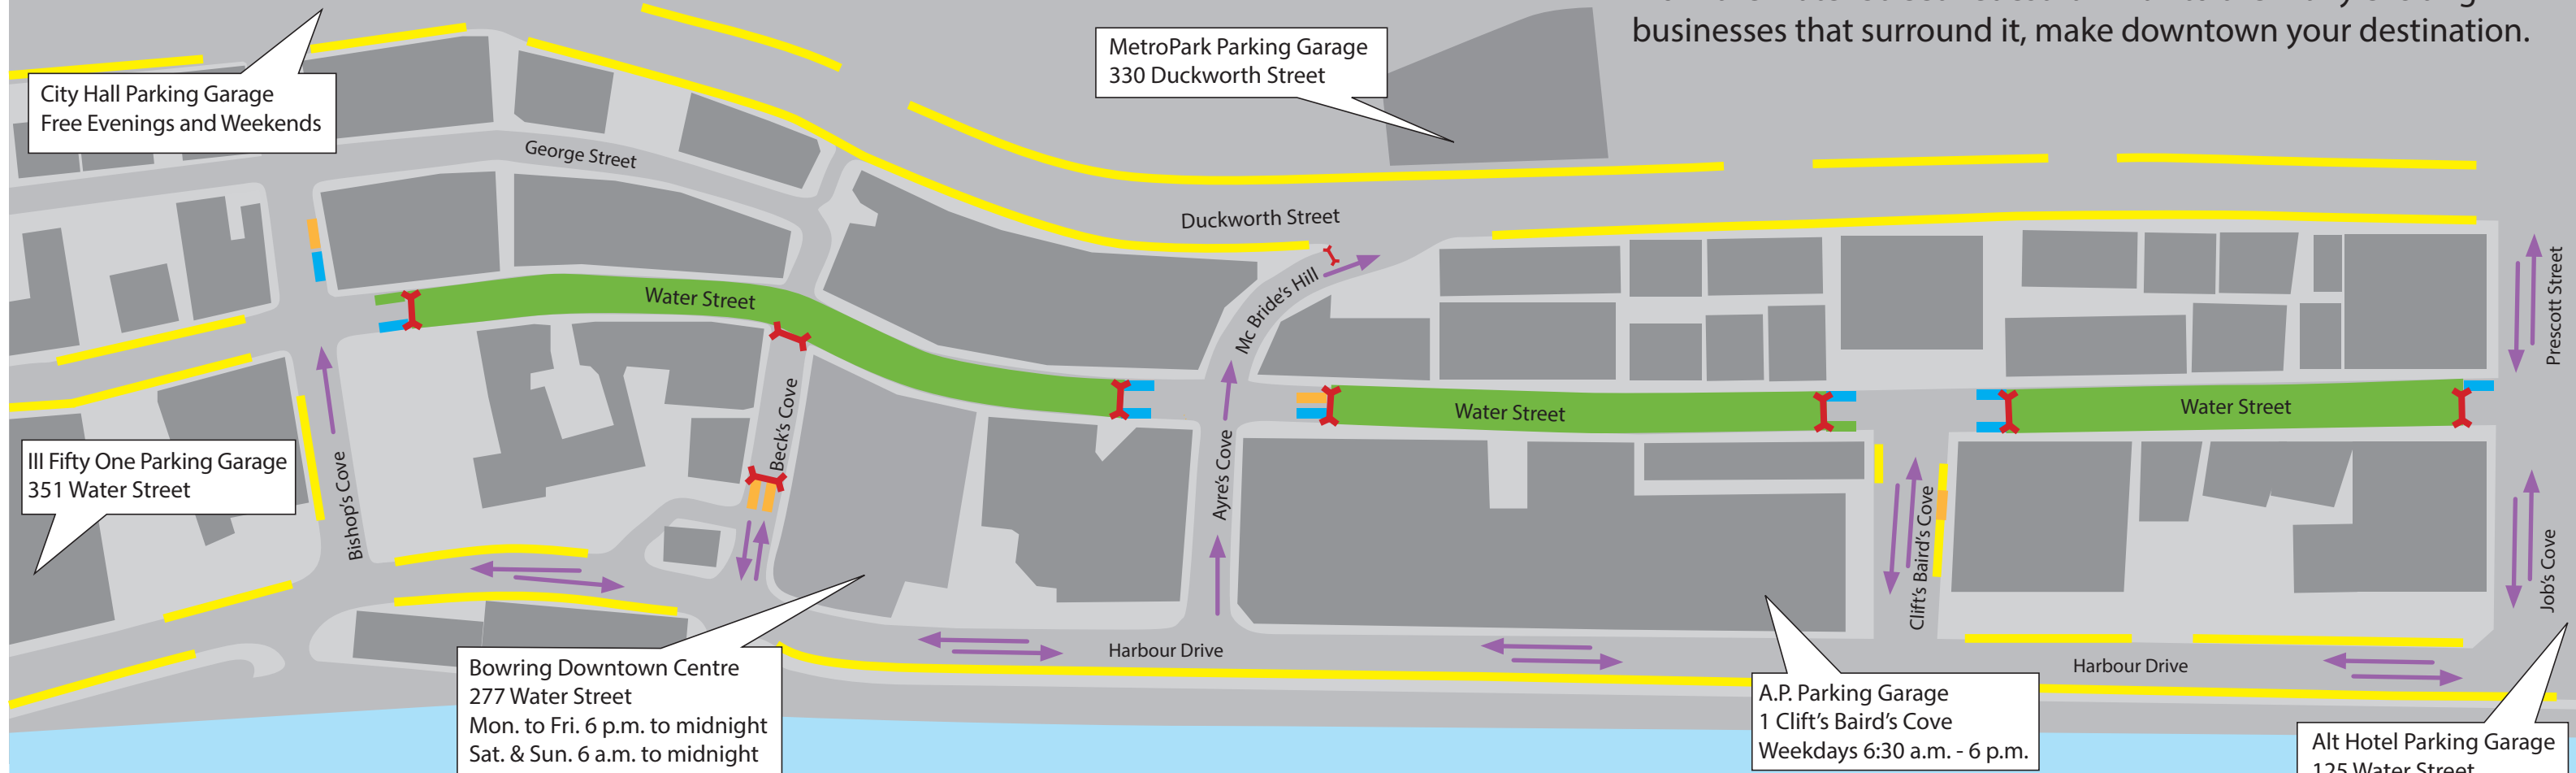 businesses that surround it, make downtown your destination.
City Hall Parking Garage
Free Evenings and Weekends
MetroPark Parking Garage
330 Duckworth Street
George Street
Duckworth Street
Mc Bride's Hill
Prescott Street
Water Street
Water Street
Water Street
Beck's Cove
Ayre's Cove
Bishop's Cove
Clift's Baird's Cove
Job's Cove
III Fifty One Parking Garage
351 Water Street
Harbour Drive
Harbour Drive
Bowring Downtown Centre
277 Water Street
Mon. to Fri. 6 p.m. to midnight
Sat. & Sun. 6 a.m. to midnight
A.P. Parking Garage
1 Clift's Baird's Cove
Weekdays 6:30 a.m. - 6 p.m.
Alt Hotel Parking Garage
125 Water Street